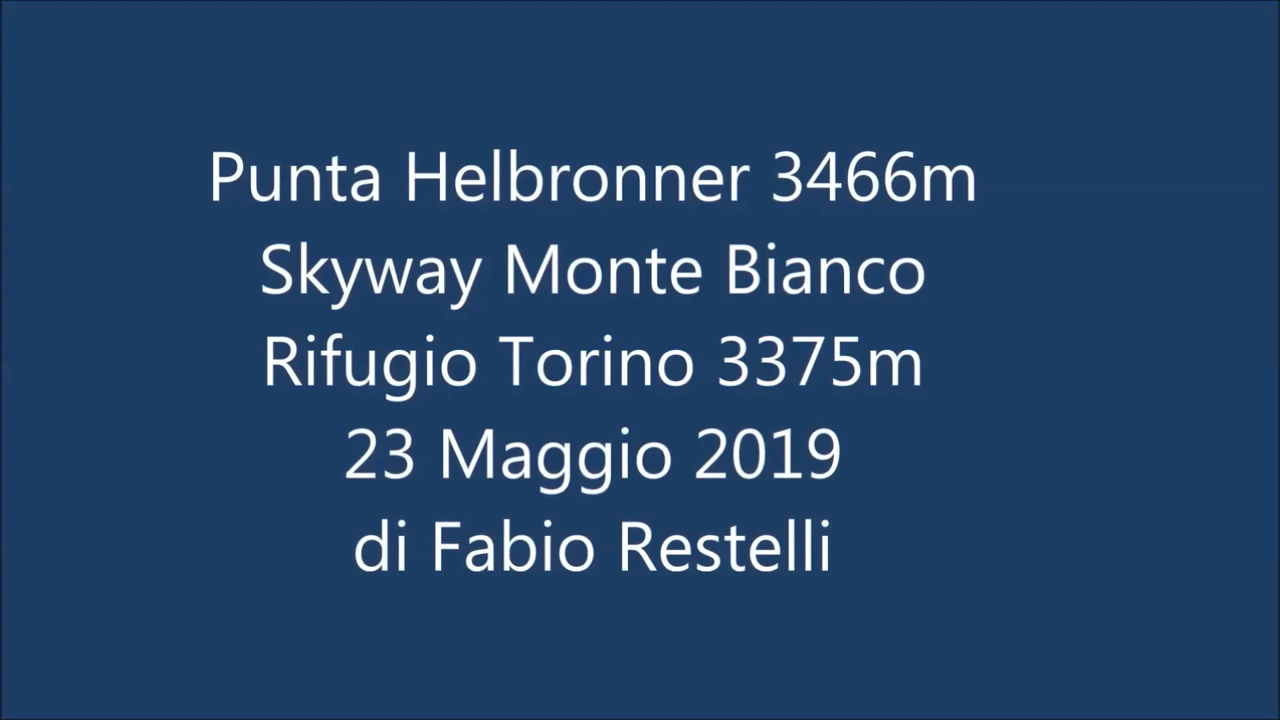 Punta Helbronner 3466m
Skyway Monte Bianco
Rifugio Torino 3375m
23 Maggio 2019
di Fabio Restelli